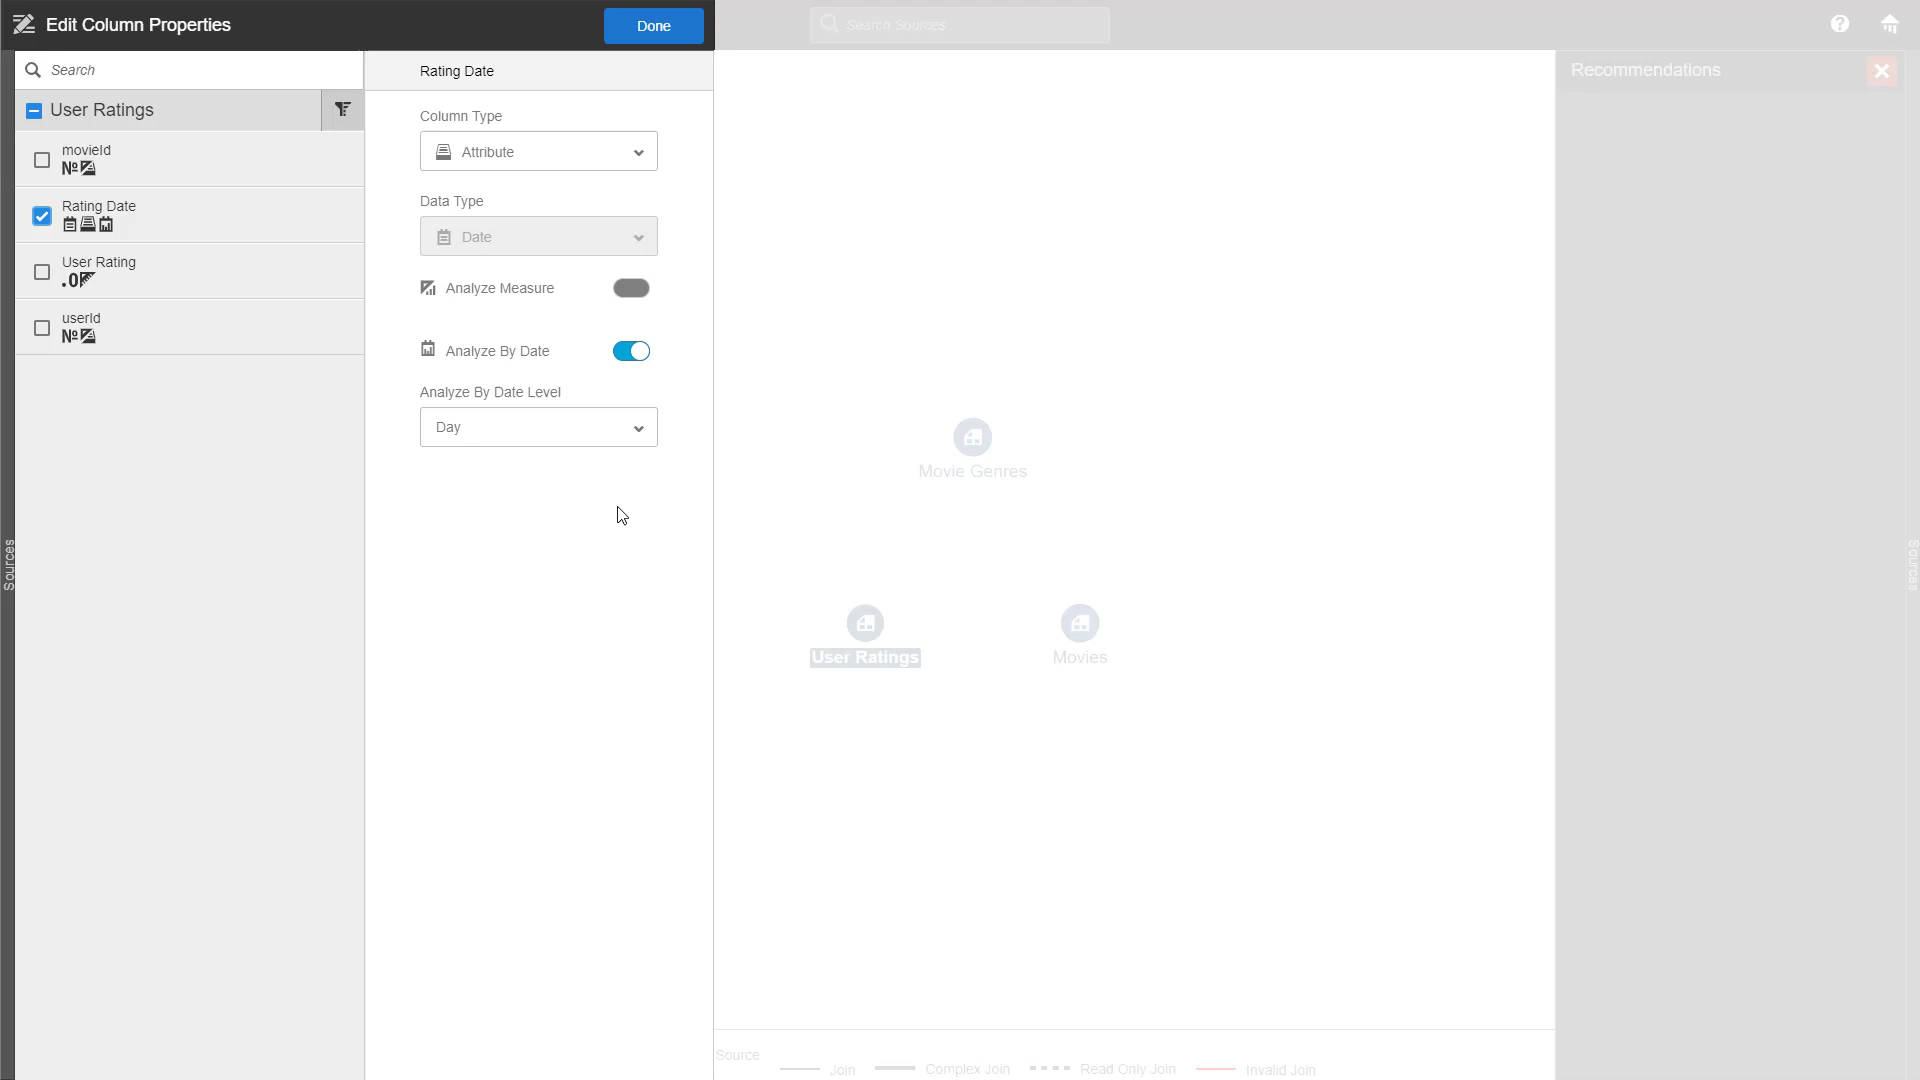 Edit Column Properties
Done
Search Sources
Search
Rating Date
Recommendations
User Ratings
Column Type
movieId
Attribute
Data Type
Rating Date
Date
User Rating
Analyze Measure
userId
Analyze By Date
Analyze By Date Level
Day
Movie Genres
Sources
Sources
User Ratings
Movies
Source
Join
Complex Join
Read Only Join
Invalid Join